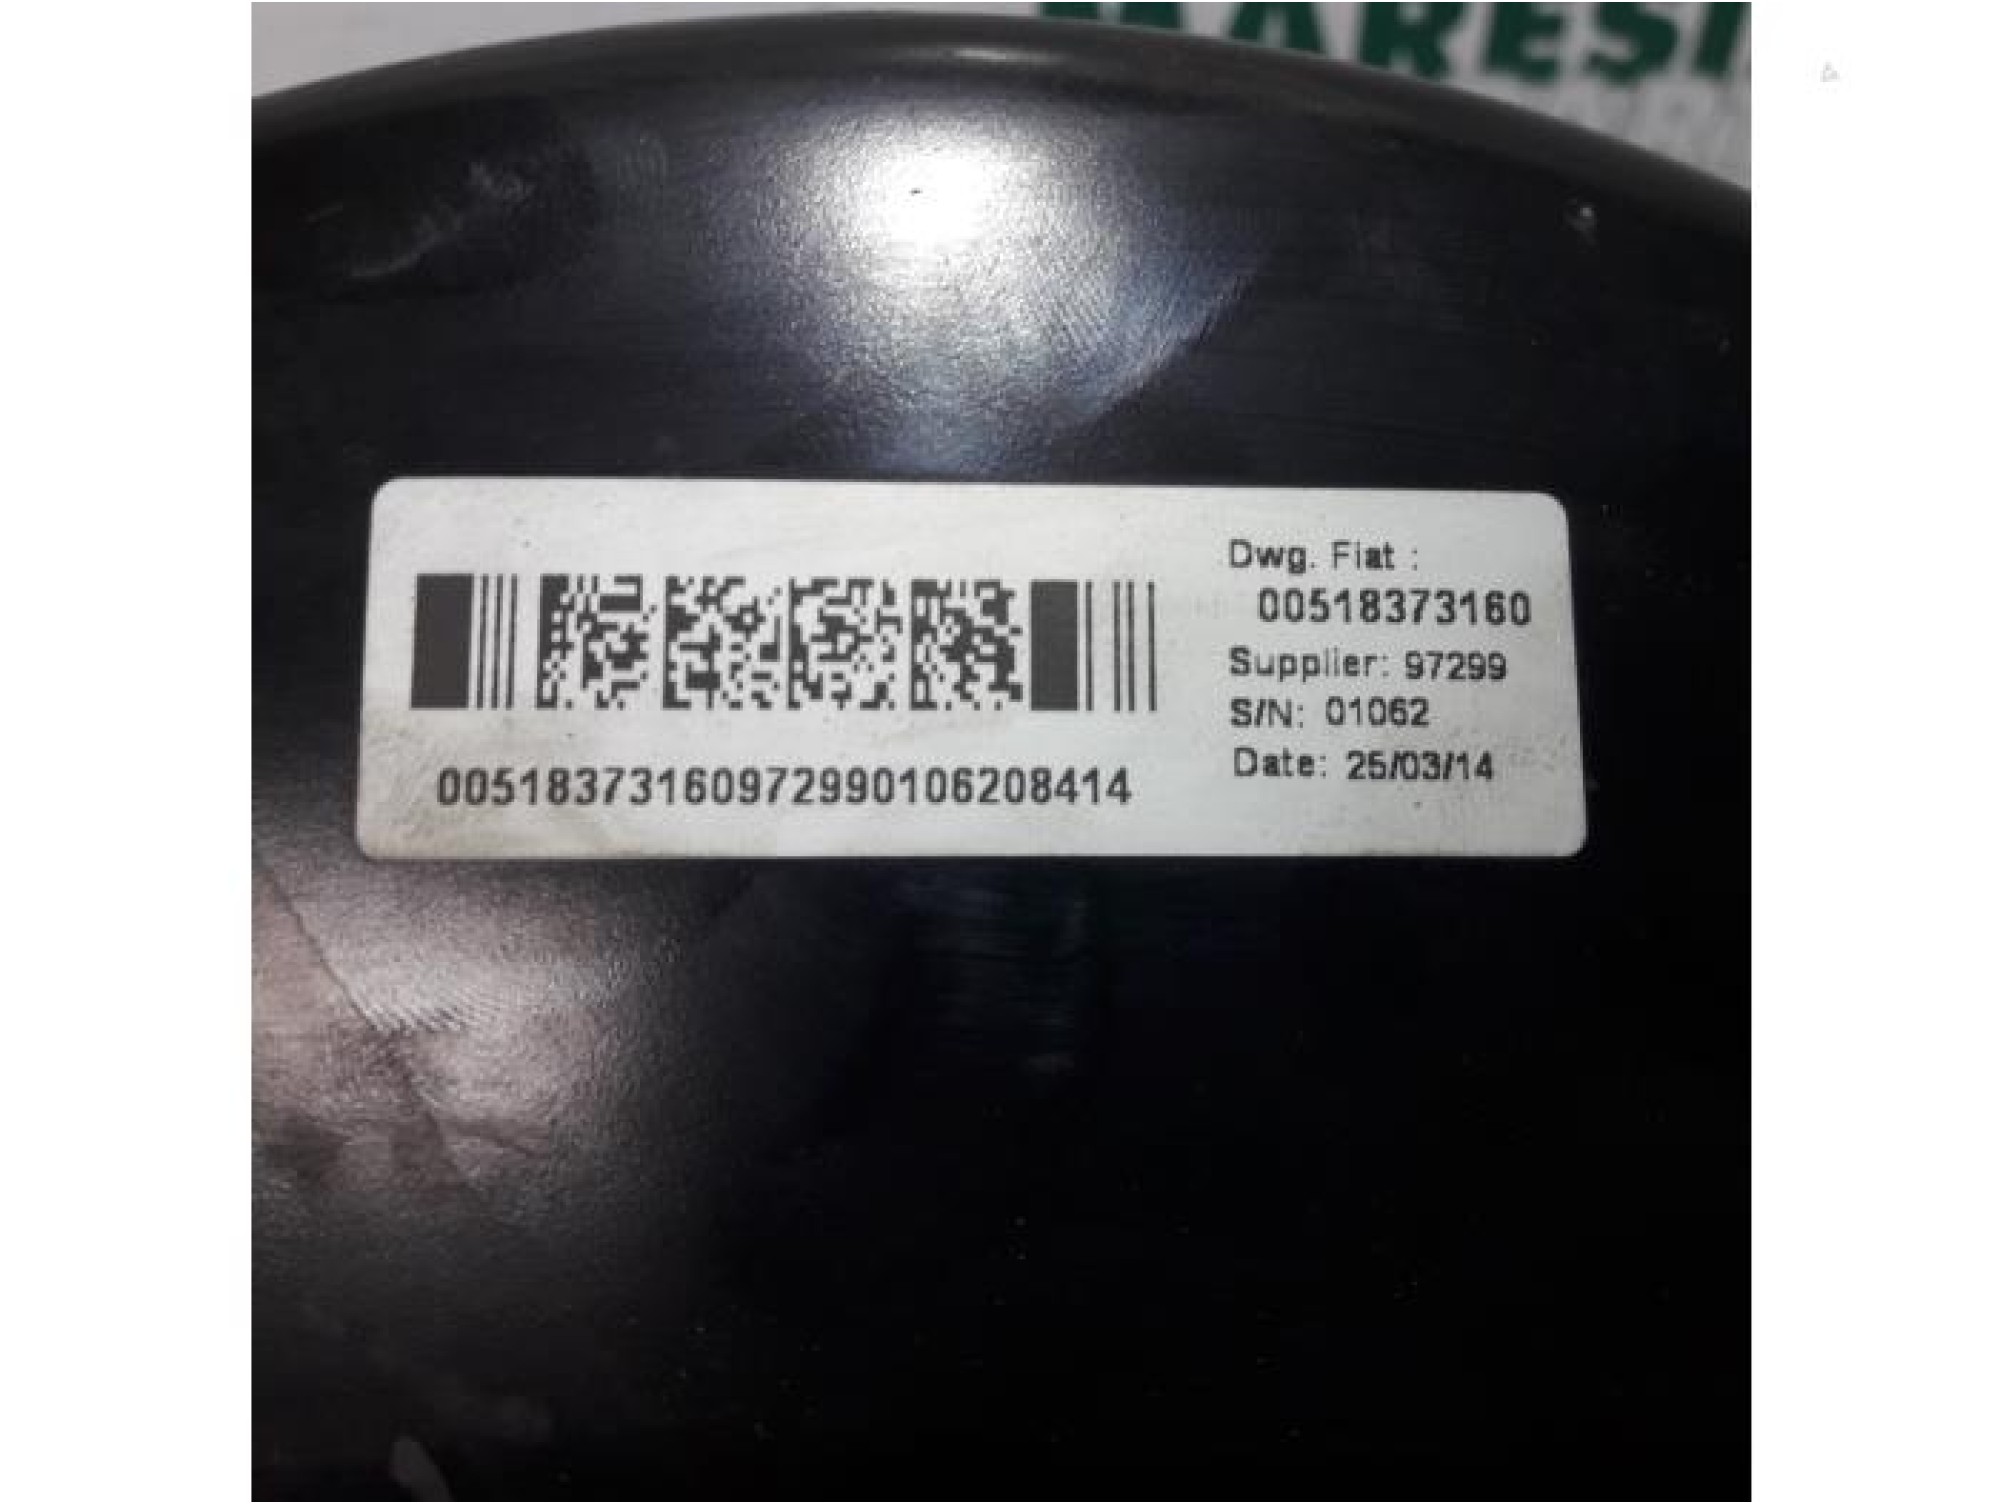 Dwg. Fiat :
00518373160
Supplier: 97299
S/N: 01062
Date: 25/03/14
00518373160972990106208414